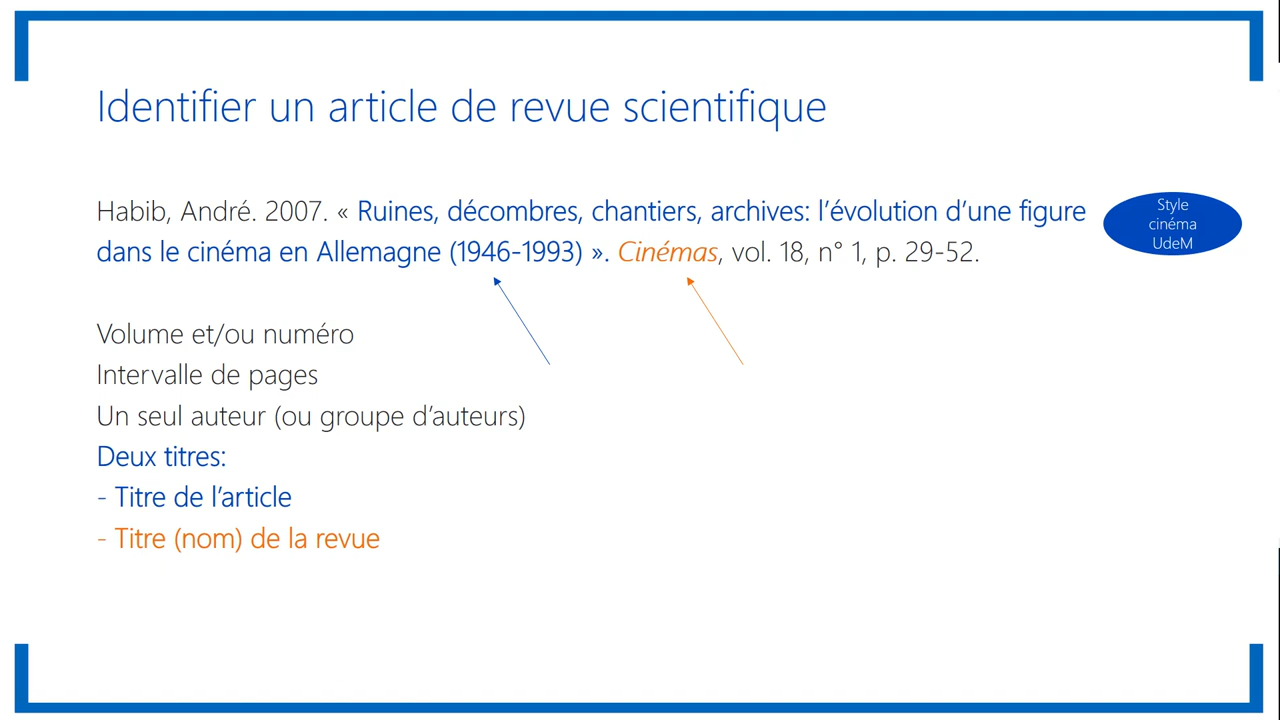 Identifier un article de revue scientifique
Habib, André. 2007. « Ruines, décombres, chantiers, archives: l’évolution d’une figure
dans le cinéma en Allemagne (1946-1993) ». Cinémas, vol. 18, n° 1, p. 29-52.
Style
cinéma
UdeM
Volume et/ou numéro
Intervalle de pages
Un seul auteur (ou groupe d’auteurs)
Deux titres:
- Titre de l’article
- Titre (nom) de la revue